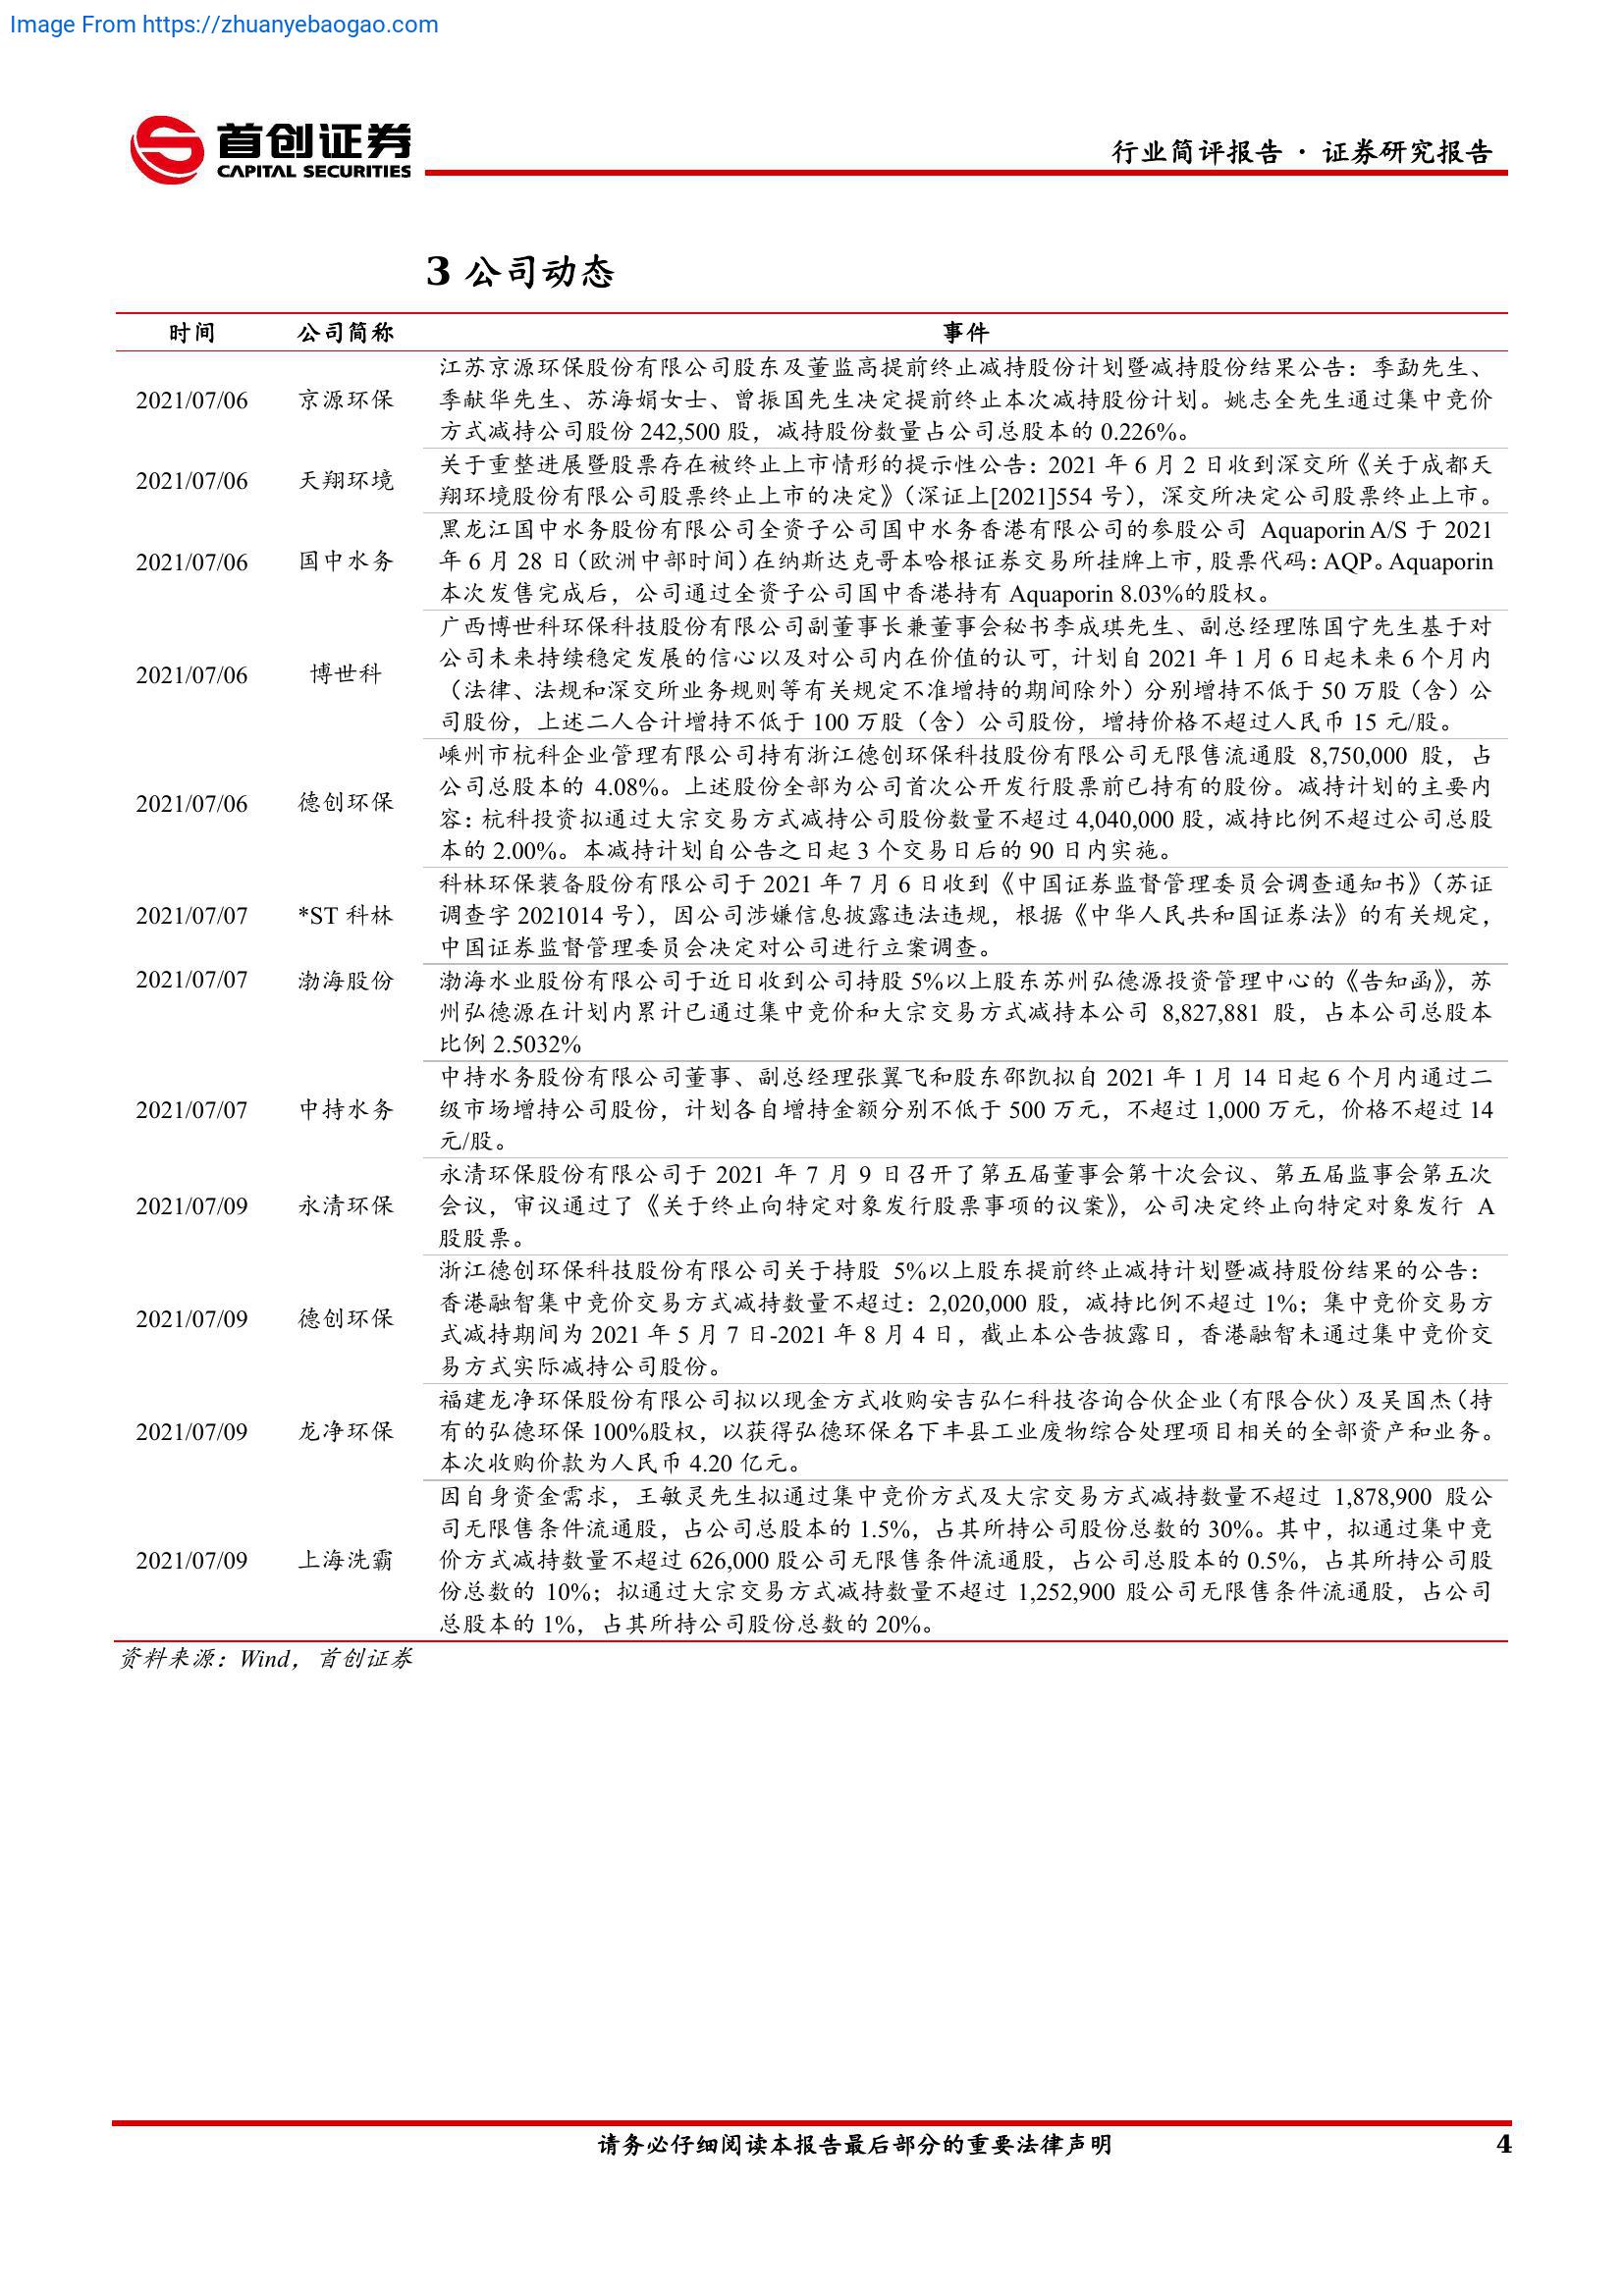 Image From https://zhuanyebaogao.com
首创证券
CAPITAL SECURITIES
行业简评报告 · 证券研究报告
3 公司动态
时间 公司简称 事件
2021/07/06 京源环保
江苏京源环保股份有限公司股东及董监高提前终止减持股份计划暨减持股份结果公告：季勐先生、
季献华先生、苏海娟女士、曾振国先生决定提前终止本次减持股份计划。姚志全先生通过集中竞价
方式减持公司股份 242,500 股，减持股份数量占公司总股本的 0.226%。
2021/07/06 天翔环境
关于重整进展暨股票存在被终止上市情形的提示性公告：2021 年 6 月 2 日收到深交所《关于成都天
翔环境股份有限公司股票终止上市的决定》（深证上[2021]554 号），深交所决定公司股票终止上市。
2021/07/06 国中水务
黑龙江国中水务股份有限公司全资子公司国中水务香港有限公司的参股公司 Aquaporin A/S 于 2021
年 6 月 28 日（欧洲中部时间）在纳斯达克哥本哈根证券交易所挂牌上市，股票代码：AQP。Aquaporin
本次发售完成后，公司通过全资子公司国中香港持有 Aquaporin 8.03%的股权。
2021/07/06 博世科
广西博世科环保科技股份有限公司副董事长兼董事会秘书李成琪先生、副总经理陈国宁先生基于对
公司未来持续稳定发展的信心以及对公司内在价值的认可, 计划自 2021 年 1 月 6 日起未来 6 个月内
（法律、法规和深交所业务规则等有关规定不准增持的期间除外）分别增持不低于 50 万股（含）公
司股份，上述二人合计增持不低于 100 万股（含）公司股份，增持价格不超过人民币 15 元/股。
2021/07/06 德创环保
嵊州市杭科企业管理有限公司持有浙江德创环保科技股份有限公司无限售流通股 8,750,000 股，占
公司总股本的 4.08%。上述股份全部为公司首次公开发行股票前已持有的股份。减持计划的主要内
容：杭科投资拟通过大宗交易方式减持公司股份数量不超过 4,040,000 股，减持比例不超过公司总股
本的 2.00%。本减持计划自公告之日起 3 个交易日后的 90 日内实施。
2021/07/07 *ST 科林
科林环保装备股份有限公司于 2021 年 7 月 6 日收到《中国证券监督管理委员会调查通知书》（苏证
调查字 2021014 号），因公司涉嫌信息披露违法违规，根据《中华人民共和国证券法》的有关规定，
中国证券监督管理委员会决定对公司进行立案调查。
2021/07/07 渤海股份
渤海水业股份有限公司于近日收到公司持股 5%以上股东苏州弘德源投资管理中心的《告知函》，苏
州弘德源在计划内累计已通过集中竞价和大宗交易方式减持本公司 8,827,881 股，占本公司总股本
比例 2.5032%
2021/07/07 中持水务
中持水务股份有限公司董事、副总经理张翼飞和股东邵凯拟自 2021 年 1 月 14 日起 6 个月内通过二
级市场增持公司股份，计划各自增持金额分别不低于 500 万元，不超过 1,000 万元，价格不超过 14
元/股。
2021/07/09 永清环保
永清环保股份有限公司于 2021 年 7 月 9 日召开了第五届董事会第十次会议、第五届监事会第五次
会议，审议通过了《关于终止向特定对象发行股票事项的议案》，公司决定终止向特定对象发行 A
股股票。
2021/07/09 德创环保
浙江德创环保科技股份有限公司关于持股 5%以上股东提前终止减持计划暨减持股份结果的公告：
香港融智集中竞价交易方式减持数量不超过：2,020,000 股，减持比例不超过 1%；集中竞价交易方
式减持期间为 2021 年 5 月 7 日-2021 年 8 月 4 日，截止本公告披露日，香港融智未通过集中竞价交
易方式实际减持公司股份。
2021/07/09 龙净环保
福建龙净环保股份有限公司拟以现金方式收购安吉弘仁科技咨询合伙企业（有限合伙）及吴国杰（持
有的弘德环保 100%股权，以获得弘德环保名下丰县工业废物综合处理项目相关的全部资产和业务。
本次收购价款为人民币 4.20 亿元。
2021/07/09 上海洗霸
因自身资金需求，王敏灵先生拟通过集中竞价方式及大宗交易方式减持数量不超过 1,878,900 股公
司无限售条件流通股，占公司总股本的 1.5%，占其所持公司股份总数的 30%。其中，拟通过集中竞
价方式减持数量不超过 626,000 股公司无限售条件流通股，占公司总股本的 0.5%，占其所持公司股
份总数的 10%；拟通过大宗交易方式减持数量不超过 1,252,900 股公司无限售条件流通股，占公司
总股本的 1%，占其所持公司股份总数的 20%。
资料来源：Wind，首创证券
请务必仔细阅读本报告最后部分的重要法律声明 4